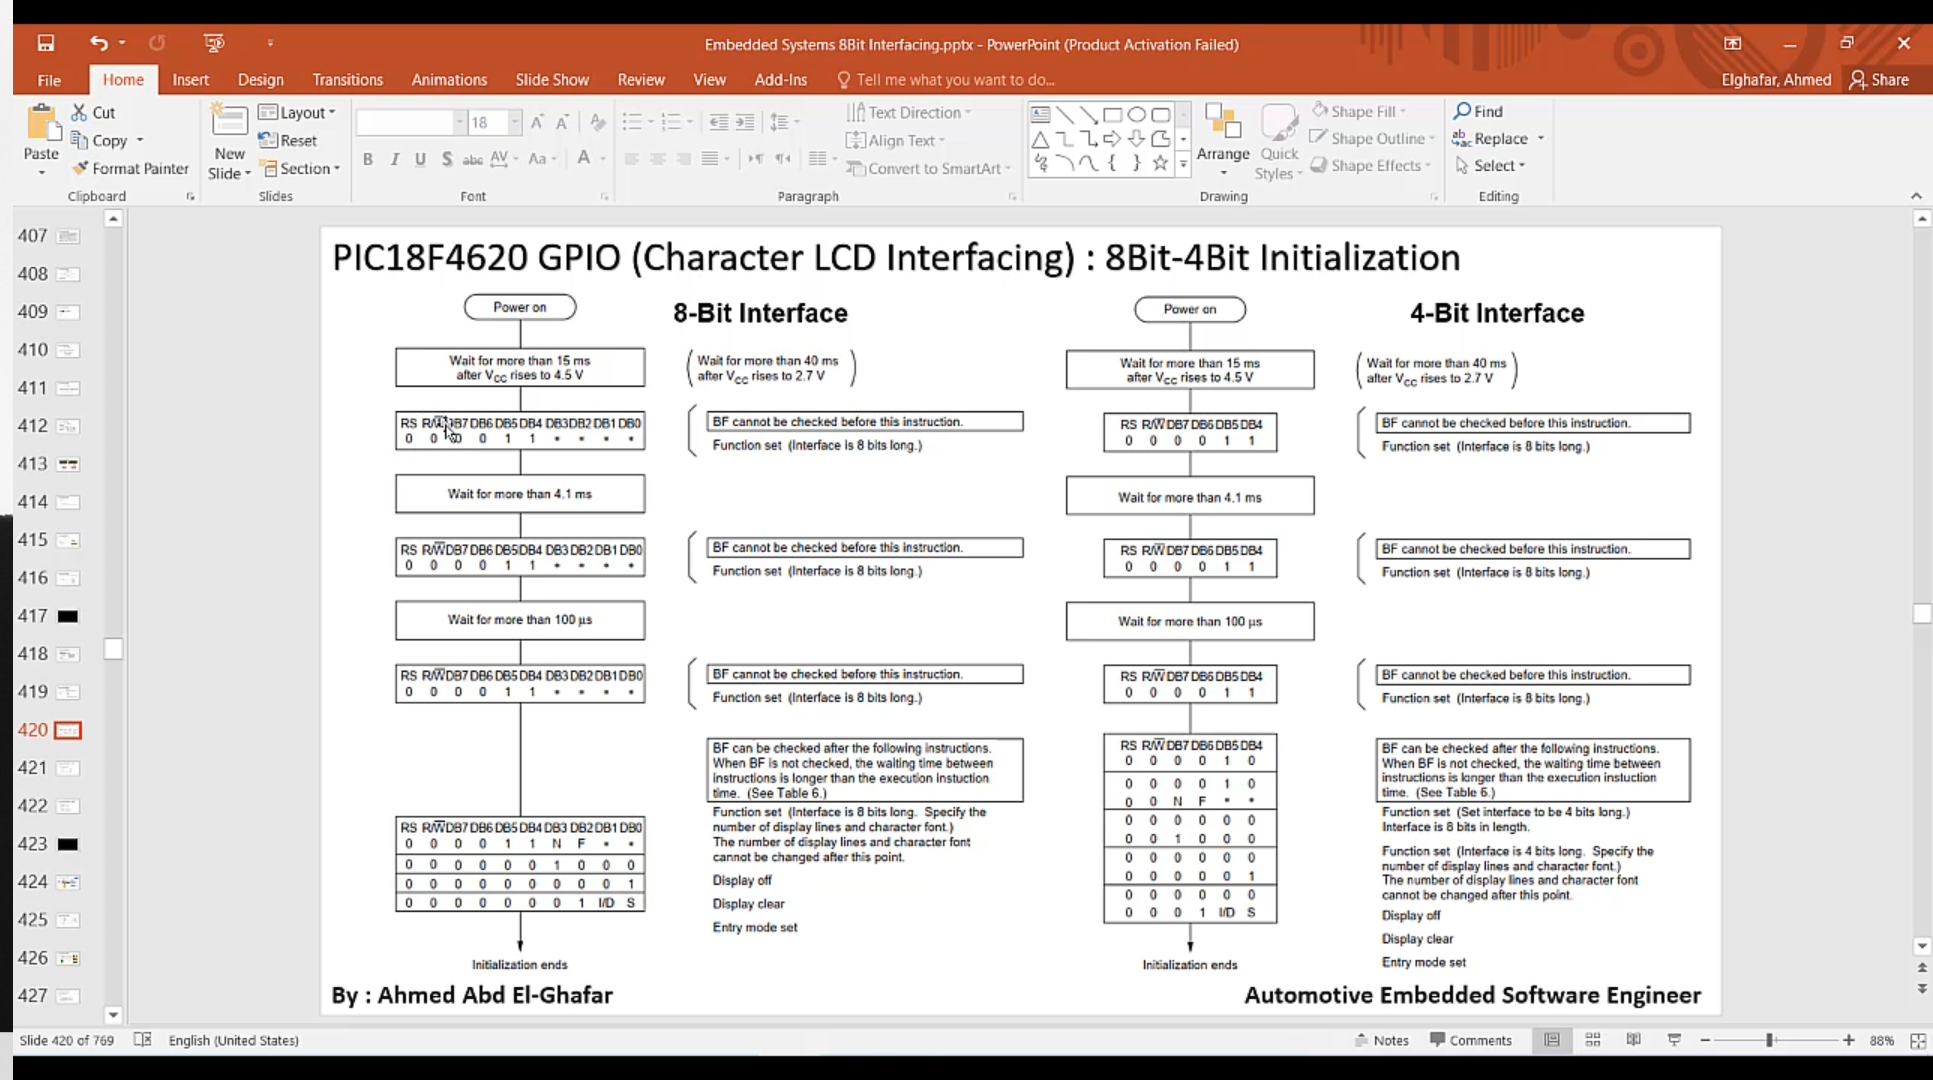 Embedded Systems 8Bit Interfacing.pptx - PowerPoint (Product Activation Failed)
File Home Insert Design Transitions Animations Slide Show Review View Add-Ins Tell me what you want to do... Elghafar, Ahmed Share
Paste
Cut
Copy
Format Painter
Clipboard
New
Slide
Layout
Reset
Section
Slides
18
B I U S abc AV Aa A
Font
Text Direction
Align Text
Convert to SmartArt
Paragraph
Arrange
Quick
Styles
Shape Fill
Shape Outline
Shape Effects
Drawing
Find
Replace
Select
Editing
407
408
409
410
411
412
413
414
415
416
417
418
419
420
421
422
423
424
425
426
427
PIC18F4620 GPIO (Character LCD Interfacing) : 8Bit-4Bit Initialization
8-Bit Interface
Power on
Wait for more than 15 ms
after VCC rises to 4.5 V
Wait for more than 40 ms
after VCC rises to 2.7 V
RS R/W DB7 DB6 DB5 DB4 DB3 DB2 DB1 DB0
0 0 0 0 1 1 * * * *
BF cannot be checked before this instruction.
Function set (Interface is 8 bits long.)
Wait for more than 4.1 ms
RS R/W DB7 DB6 DB5 DB4 DB3 DB2 DB1 DB0
0 0 0 0 1 1 * * * *
BF cannot be checked before this instruction.
Function set (Interface is 8 bits long.)
Wait for more than 100 µs
RS R/W DB7 DB6 DB5 DB4 DB3 DB2 DB1 DB0
0 0 0 0 1 1 * * * *
BF cannot be checked before this instruction.
Function set (Interface is 8 bits long.)
BF can be checked after the following instructions.
When BF is not checked, the waiting time between
instructions is longer than the execution instuction
time. (See Table 6.)
RS R/W DB7 DB6 DB5 DB4 DB3 DB2 DB1 DB0
0 0 0 0 1 1 N F * *
0 0 0 0 0 0 1 0 0 0
0 0 0 0 0 0 0 0 0 1
0 0 0 0 0 0 0 1 I/D S
Function set (Interface is 8 bits long. Specify the
number of display lines and character font.)
The number of display lines and character font
cannot be changed after this point.
Display off
Display clear
Entry mode set
Initialization ends
4-Bit Interface
Power on
Wait for more than 15 ms
after VCC rises to 4.5 V
Wait for more than 40 ms
after VCC rises to 2.7 V
RS R/W DB7 DB6 DB5 DB4
0 0 0 0 1 1
BF cannot be checked before this instruction.
Function set (Interface is 8 bits long.)
Wait for more than 4.1 ms
RS R/W DB7 DB6 DB5 DB4
0 0 0 0 1 1
BF cannot be checked before this instruction.
Function set (Interface is 8 bits long.)
Wait for more than 100 µs
RS R/W DB7 DB6 DB5 DB4
0 0 0 0 1 1
BF cannot be checked before this instruction.
Function set (Interface is 8 bits long.)
RS R/W DB7 DB6 DB5 DB4
0 0 0 0 1 0
0 0 0 0 1 0
0 0 N F * *
0 0 0 0 0 0
0 0 1 0 0 0
0 0 0 0 0 0
0 0 0 0 0 1
0 0 0 0 0 0
0 0 0 1 I/D S
BF can be checked after the following instructions.
When BF is not checked, the waiting time between
instructions is longer than the execution instuction
time. (See Table 6.)
Function set (Set interface to be 4 bits long.)
Interface is 8 bits in length.
Function set (Interface is 4 bits long. Specify the
number of display lines and character font.)
The number of display lines and character font
cannot be changed after this point.
Display off
Display clear
Entry mode set
Initialization ends
By : Ahmed Abd El-Ghafar
Automotive Embedded Software Engineer
Slide 420 of 769 English (United States) Notes Comments 88%